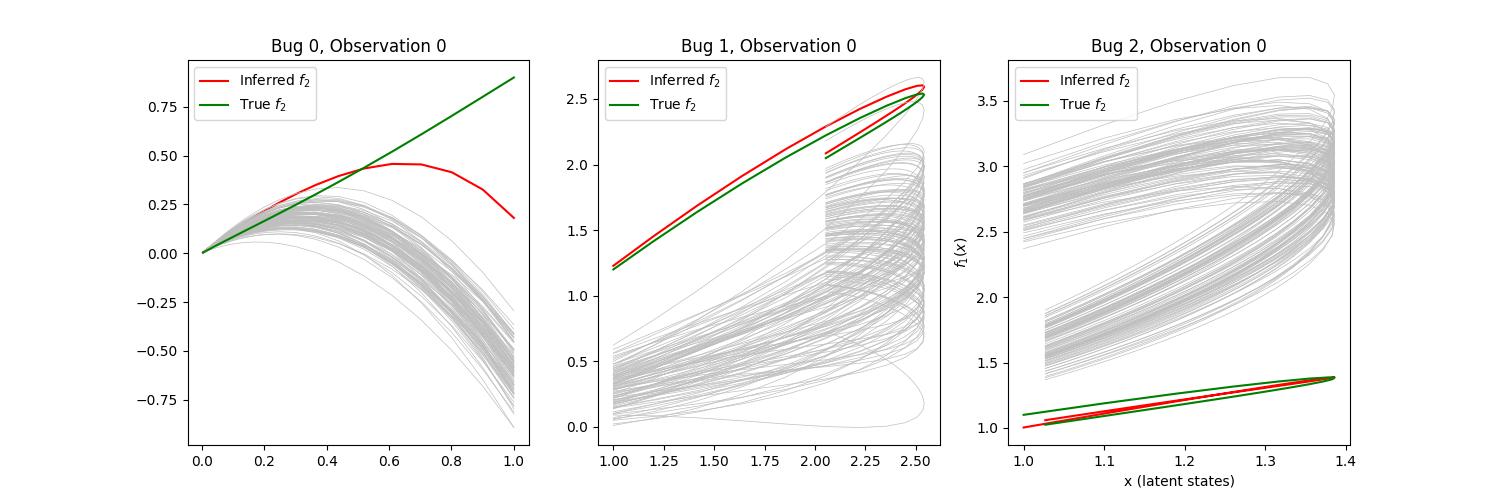 Bug 0, Observation 0
Inferred f₂
True f₂
0.75
0.50
0.25
0.00
−0.25
−0.50
−0.75
0.0 0.2 0.4 0.6 0.8 1.0
Bug 1, Observation 0
Inferred f₂
True f₂
2.5
2.0
1.5
1.0
0.5
0.0
1.00 1.25 1.50 1.75 2.00 2.25 2.50
Bug 2, Observation 0
Inferred f₂
True f₂
f₁(x)
3.5
3.0
2.5
2.0
1.5
1.0
1.0 1.1 1.2 1.3 1.4
x (latent states)